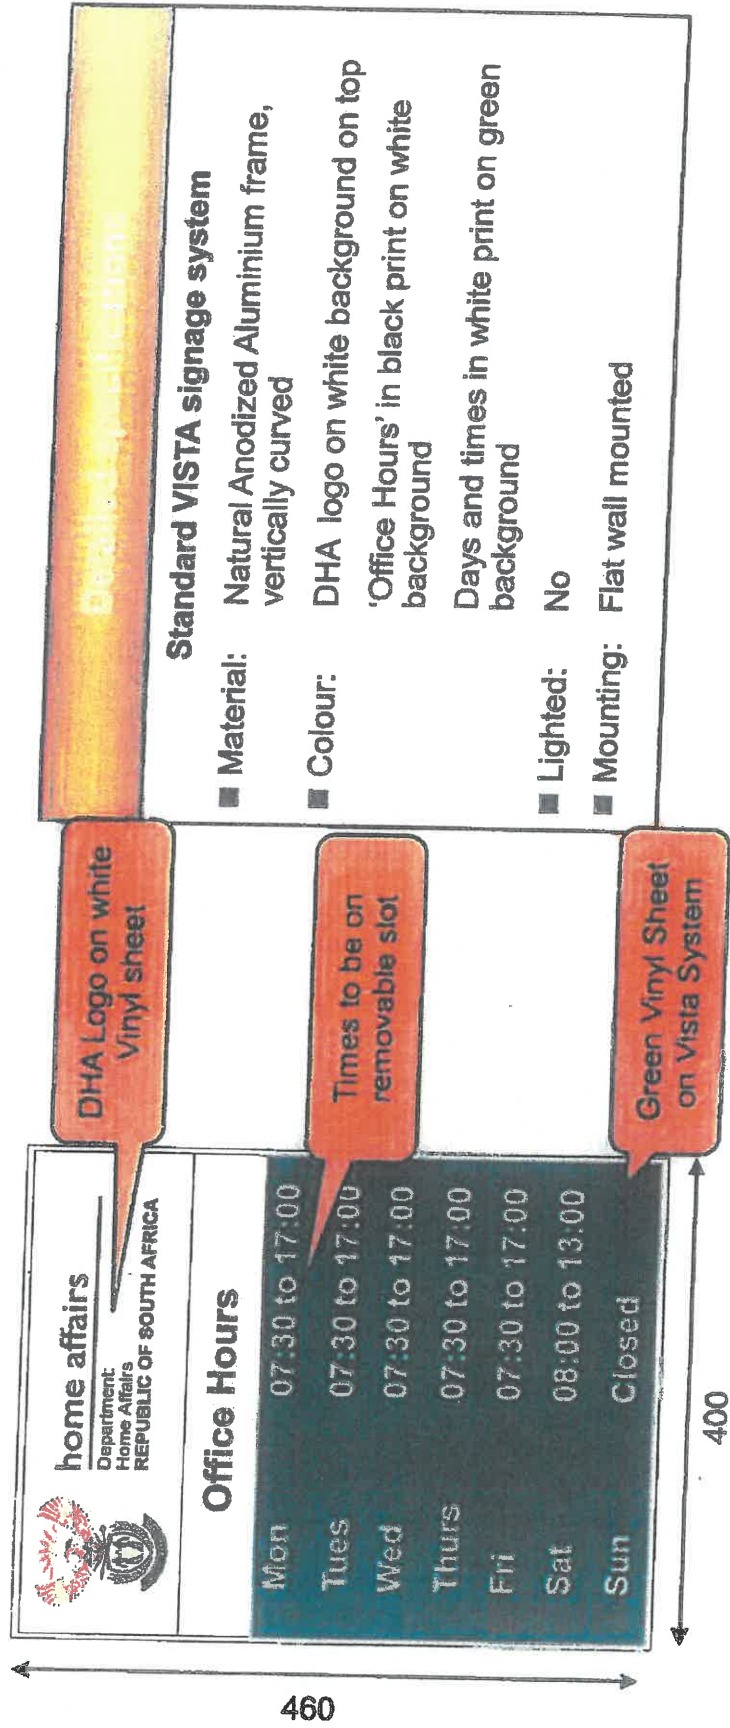 home affairs
Department:
Home Affairs
REPUBLIC OF SOUTH AFRICA
Office Hours
Mon 07:30 to 17:00
Tues 07:30 to 17:00
Wed 07:30 to 17:00
Thurs 07:30 to 17:00
Fri 07:30 to 17:00
Sat 08:00 to 13:00
Sun Closed
460
400
DHA Logo on white
Vinyl sheet
Times to be on
removable slot
Green Vinyl Sheet
on Vista System
Detailed specifications
Standard VISTA signage system
■ Material: Natural Anodized Aluminium frame,
vertically curved
■ Colour: DHA logo on white background on top
'Office Hours' in black print on white
background
Days and times in white print on green
background
■ Lighted: No
■ Mounting: Flat wall mounted